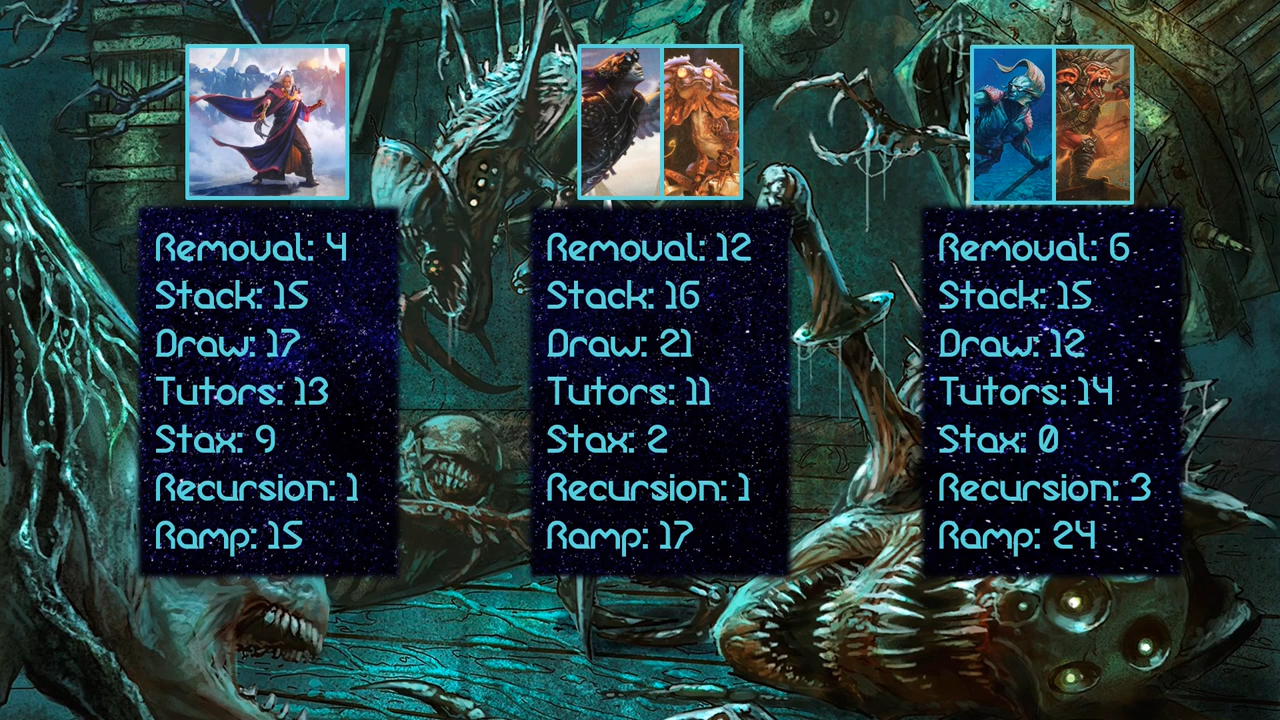 Removal: 4
Stack: 15
Draw: 17
Tutors: 13
Stax: 9
Recursion: 1
Ramp: 15
Removal: 12
Stack: 16
Draw: 21
Tutors: 11
Stax: 2
Recursion: 1
Ramp: 17
Removal: 6
Stack: 15
Draw: 12
Tutors: 14
Stax: 0
Recursion: 3
Ramp: 24